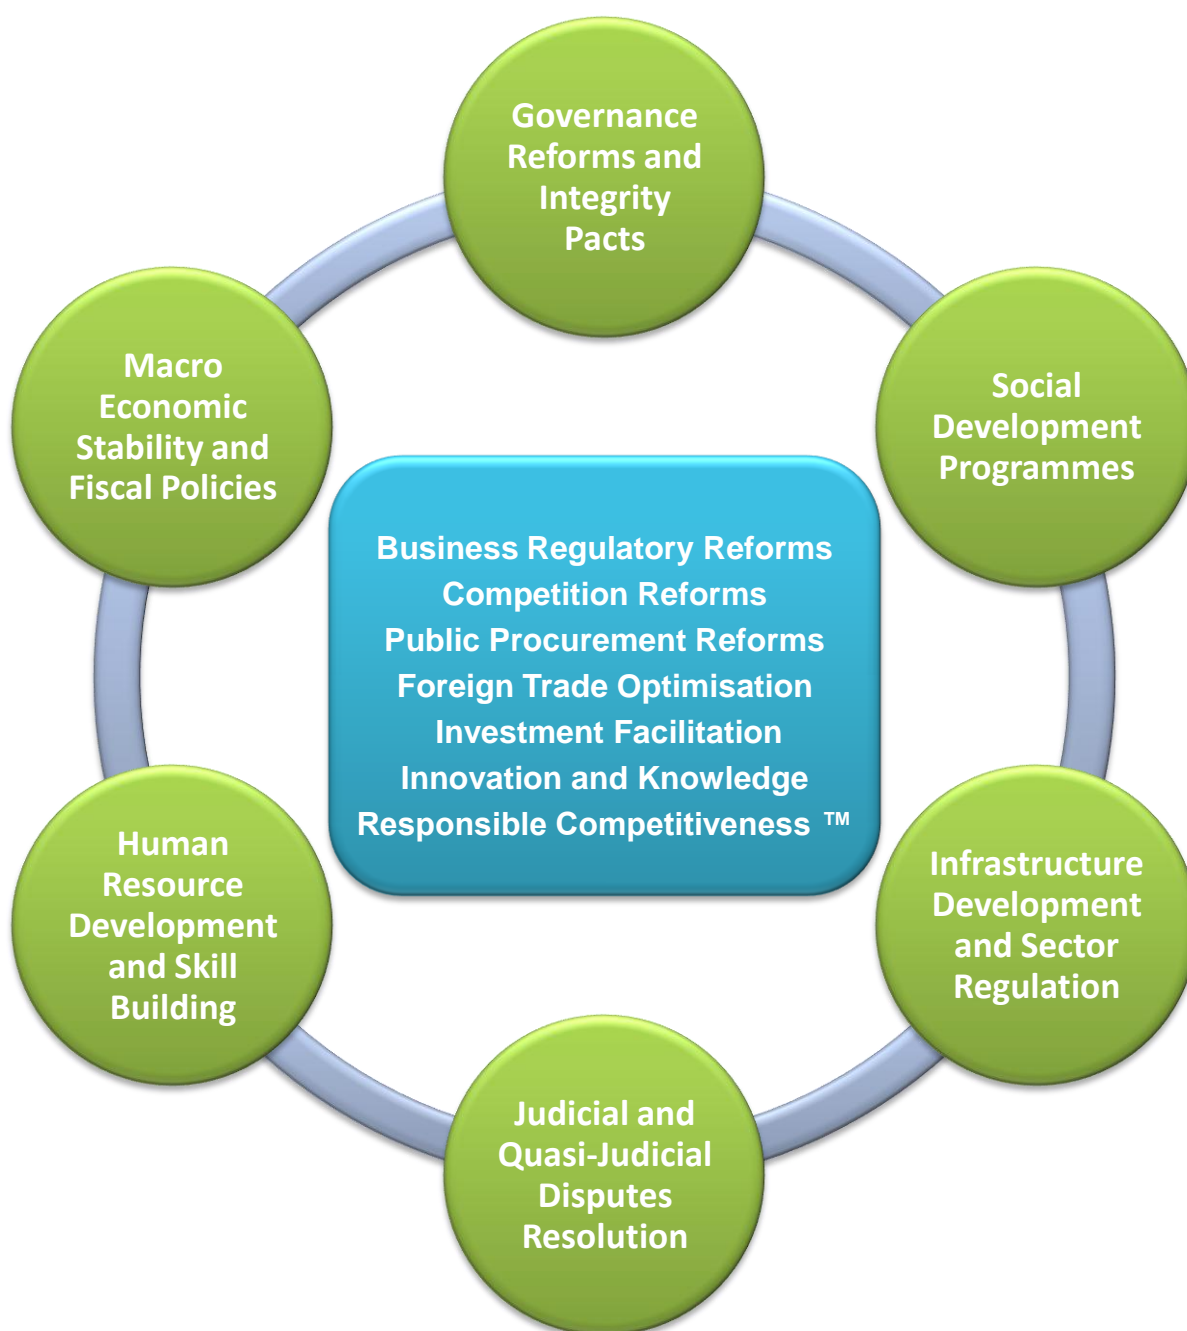 Governance
Reforms and
Integrity
Pacts
Social
Development
Programmes
Infrastructure
Development
and Sector
Regulation
Judicial and
Quasi-Judicial
Disputes
Resolution
Human
Resource
Development
and Skill
Building
Macro
Economic
Stability and
Fiscal Policies
Business Regulatory Reforms
Competition Reforms
Public Procurement Reforms
Foreign Trade Optimisation
Investment Facilitation
Innovation and Knowledge
Responsible Competitiveness ™